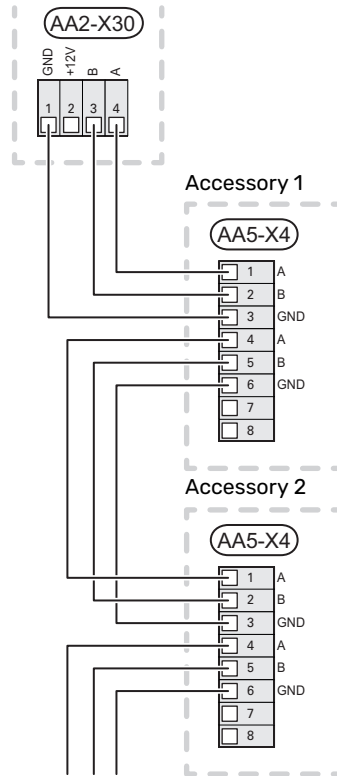 AA2-X30
GND +12V B A
1 2 3 4
Accessory 1
AA5-X4
1 A
2 B
3 GND
4 A
5 B
6 GND
7
8
Accessory 2
AA5-X4
1 A
2 B
3 GND
4 A
5 B
6 GND
7
8